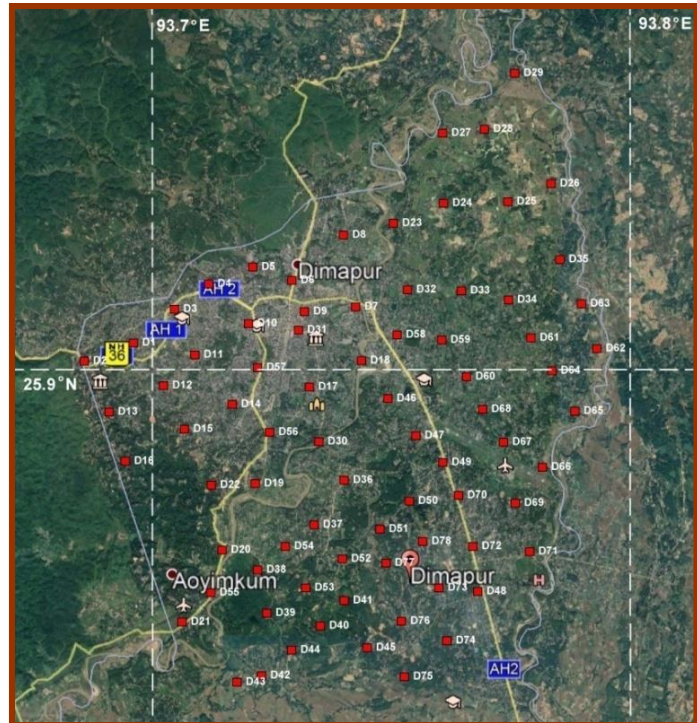 93.7°E
93.8°E
D29
D27
D28
D26
D24
D25
D23
D8
D35
D5
Dimapur
D4
D6
AH 2
D32
D33
D34
D63
D3
D9
D7
AH 1
D10
D31
D58
D59
D61
D1
D62
NH
36
D11
D2
D18
D57
D64
25.9°N
D60
D12
D17
D46
D14
D68
D65
D13
D15
D56
D47
D30
D67
D16
D49
D66
D22
D19
D36
D70
D50
D69
D37
D51
D78
D54
D72
D20
D71
D52
D77
Dimapur
D38
Aoyimkum
H
D55
D53
D73
D48
D41
D39
D21
D40
D76
D74
D44
D45
AH2
D42
D43
D75